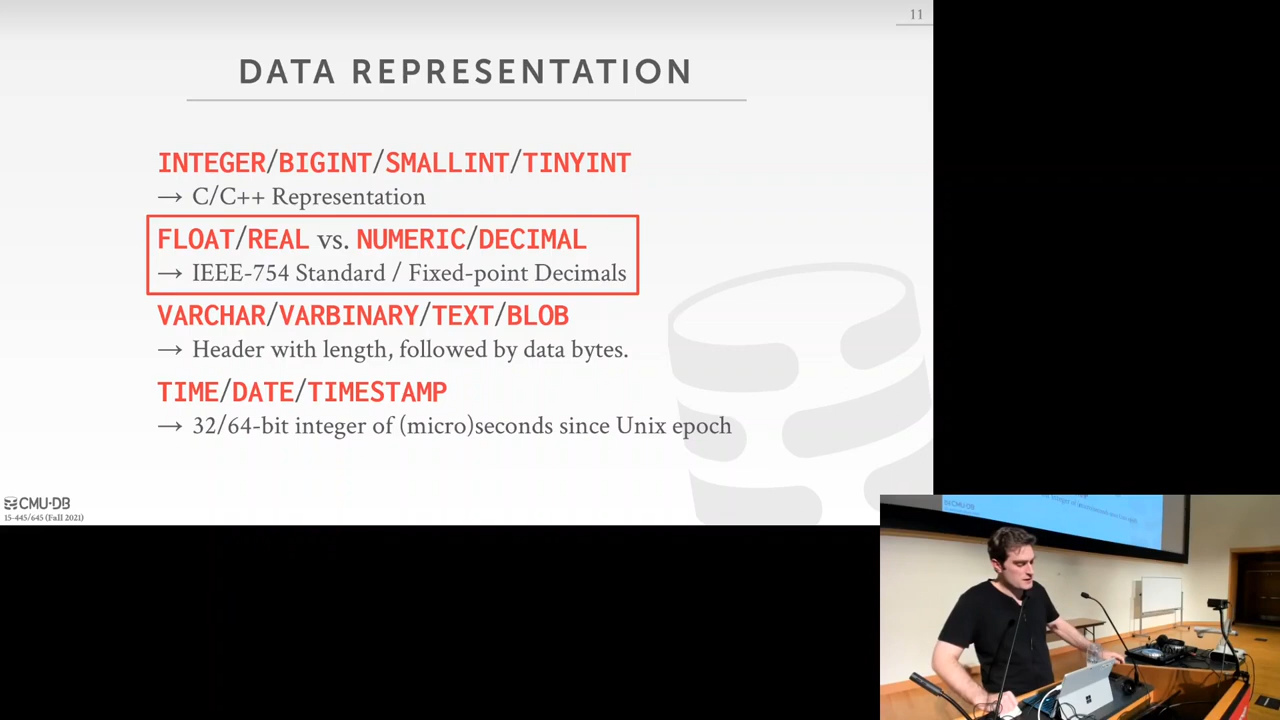 11
DATA REPRESENTATION
INTEGER/BIGINT/SMALLINT/TINYINT
→ C/C++ Representation
FLOAT/REAL vs. NUMERIC/DECIMAL
→ IEEE-754 Standard / Fixed-point Decimals
VARCHAR/VARBINARY/TEXT/BLOB
→ Header with length, followed by data bytes.
TIME/DATE/TIMESTAMP
→ 32/64-bit integer of (micro)seconds since Unix epoch
CMU·DB
15-445/645 (Fall 2021)